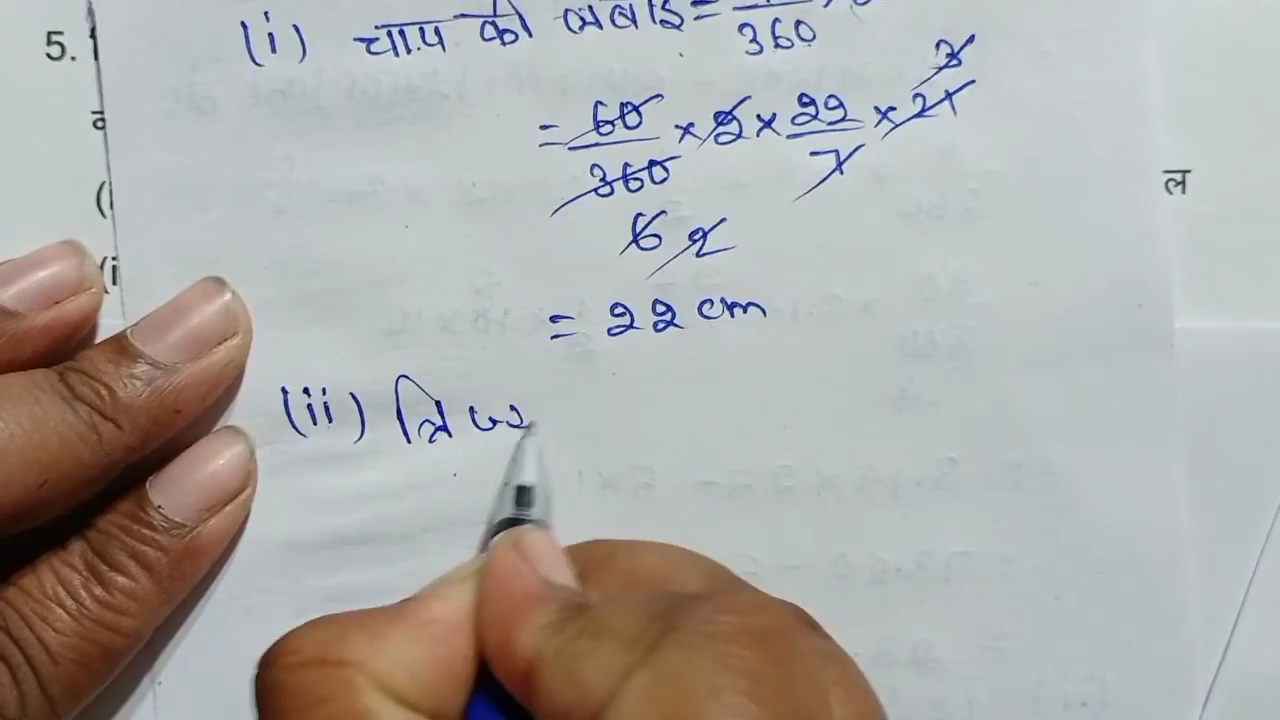 5.
(i) चाप की लंबाई = 360
= 60/360 × 2 × 22/7 × 21 3
6 2
= 22 cm
(ii) त्रिज्य
ल